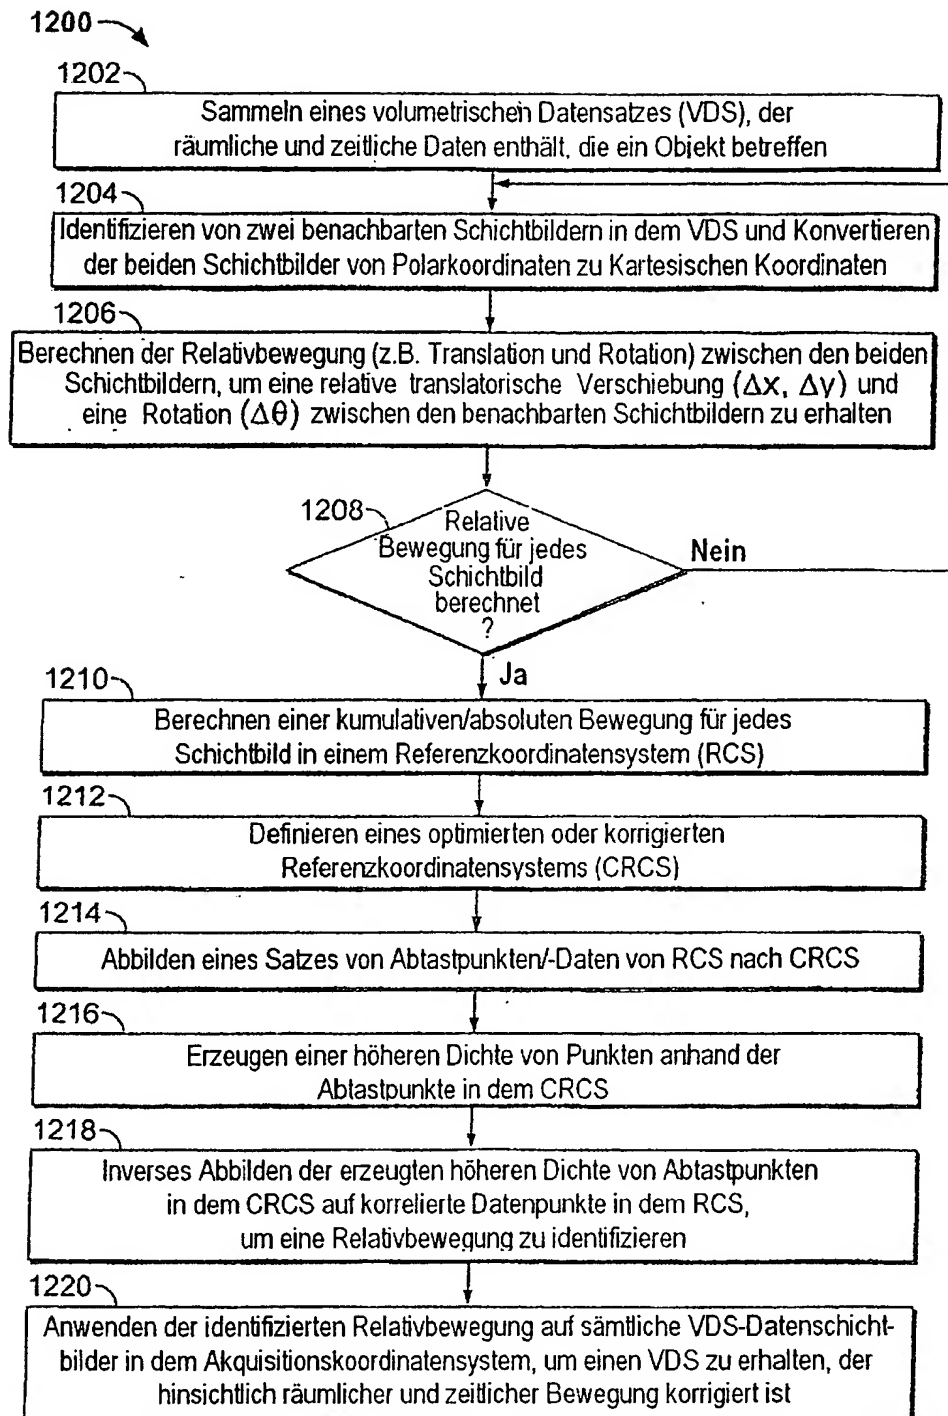 1200
1202
Sammeln eines volumetrischen Datensatzes (VDS), der
räumliche und zeitliche Daten enthält, die ein Objekt betreffen
1204
Identifizieren von zwei benachbarten Schichtbildern in dem VDS und Konvertieren
der beiden Schichtbilder von Polarkoordinaten zu Kartesischen Koordinaten
1206
Berechnen der Relativbewegung (z.B. Translation und Rotation) zwischen den beiden
Schichtbildern, um eine relative translatorische Verschiebung (Δx, Δy) und
eine Rotation (Δθ) zwischen den benachbarten Schichtbildern zu erhalten
1208
Relative
Bewegung für jedes
Schichtbild
berechnet
?
Nein
Ja
1210
Berechnen einer kumulativen/absoluten Bewegung für jedes
Schichtbild in einem Referenzkoordinatensystem (RCS)
1212
Definieren eines optimierten oder korrigierten
Referenzkoordinatensystems (CRCS)
1214
Abbilden eines Satzes von Abtastpunkten/-Daten von RCS nach CRCS
1216
Erzeugen einer höheren Dichte von Punkten anhand der
Abtastpunkte in dem CRCS
1218
Inverses Abbilden der erzeugten höheren Dichte von Abtastpunkten
in dem CRCS auf korrelierte Datenpunkte in dem RCS,
um eine Relativbewegung zu identifizieren
1220
Anwenden der identifizierten Relativbewegung auf sämtliche VDS-Datenschicht-
bilder in dem Akquisitionskoordinatensystem, um einen VDS zu erhalten, der
hinsichtlich räumlicher und zeitlicher Bewegung korrigiert ist